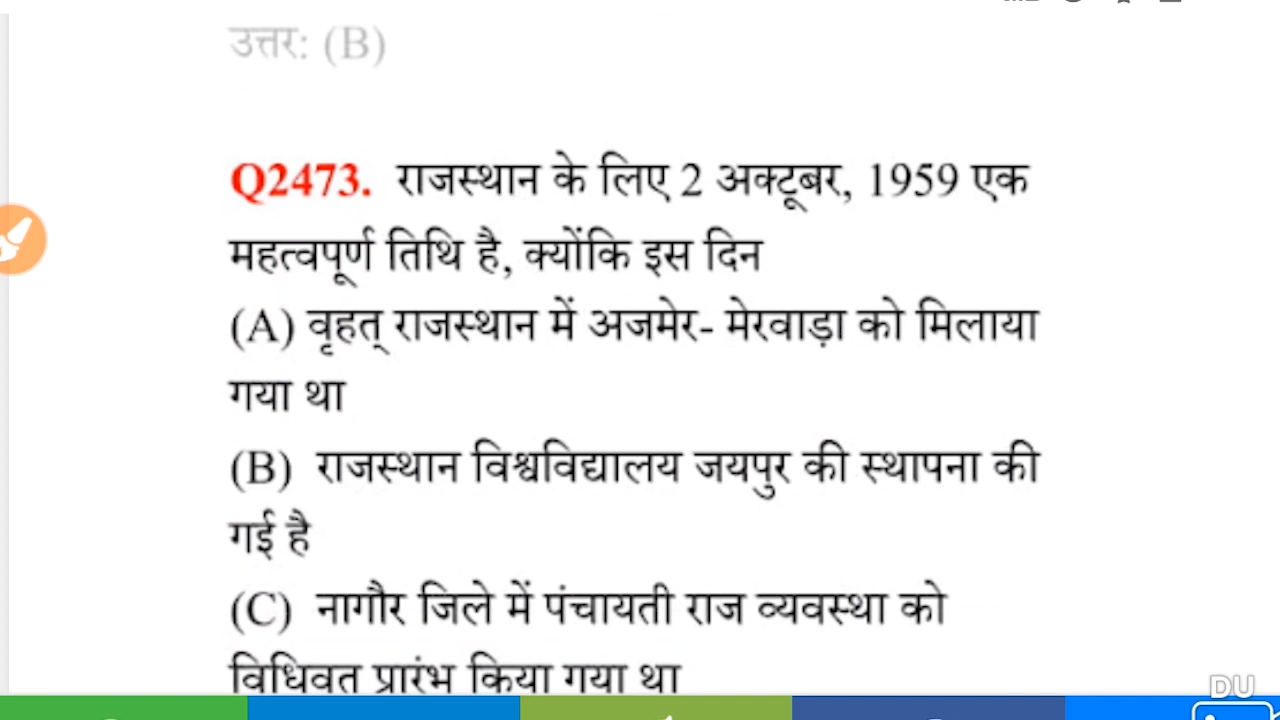 उत्तर: (B)
Q2473. राजस्थान के लिए 2 अक्टूबर, 1959 एक
महत्वपूर्ण तिथि है, क्योंकि इस दिन
(A) वृहत् राजस्थान में अजमेर- मेरवाड़ा को मिलाया
गया था
(B) राजस्थान विश्वविद्यालय जयपुर की स्थापना की
गई है
(C) नागौर जिले में पंचायती राज व्यवस्था को
विधिवत प्रारंभ किया गया था
DU